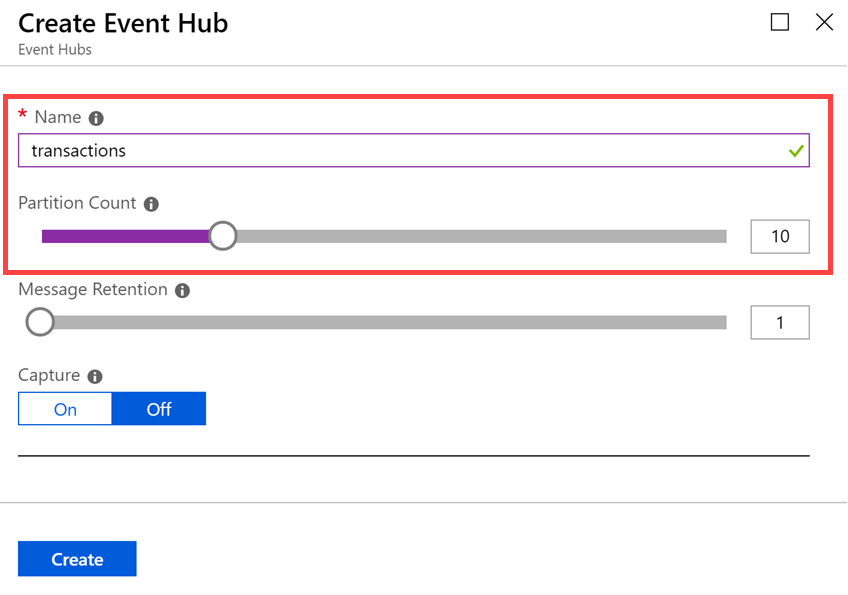 Create Event Hub
Event Hubs
* Name
transactions
Partition Count
10
Message Retention
1
Capture
On Off
Create